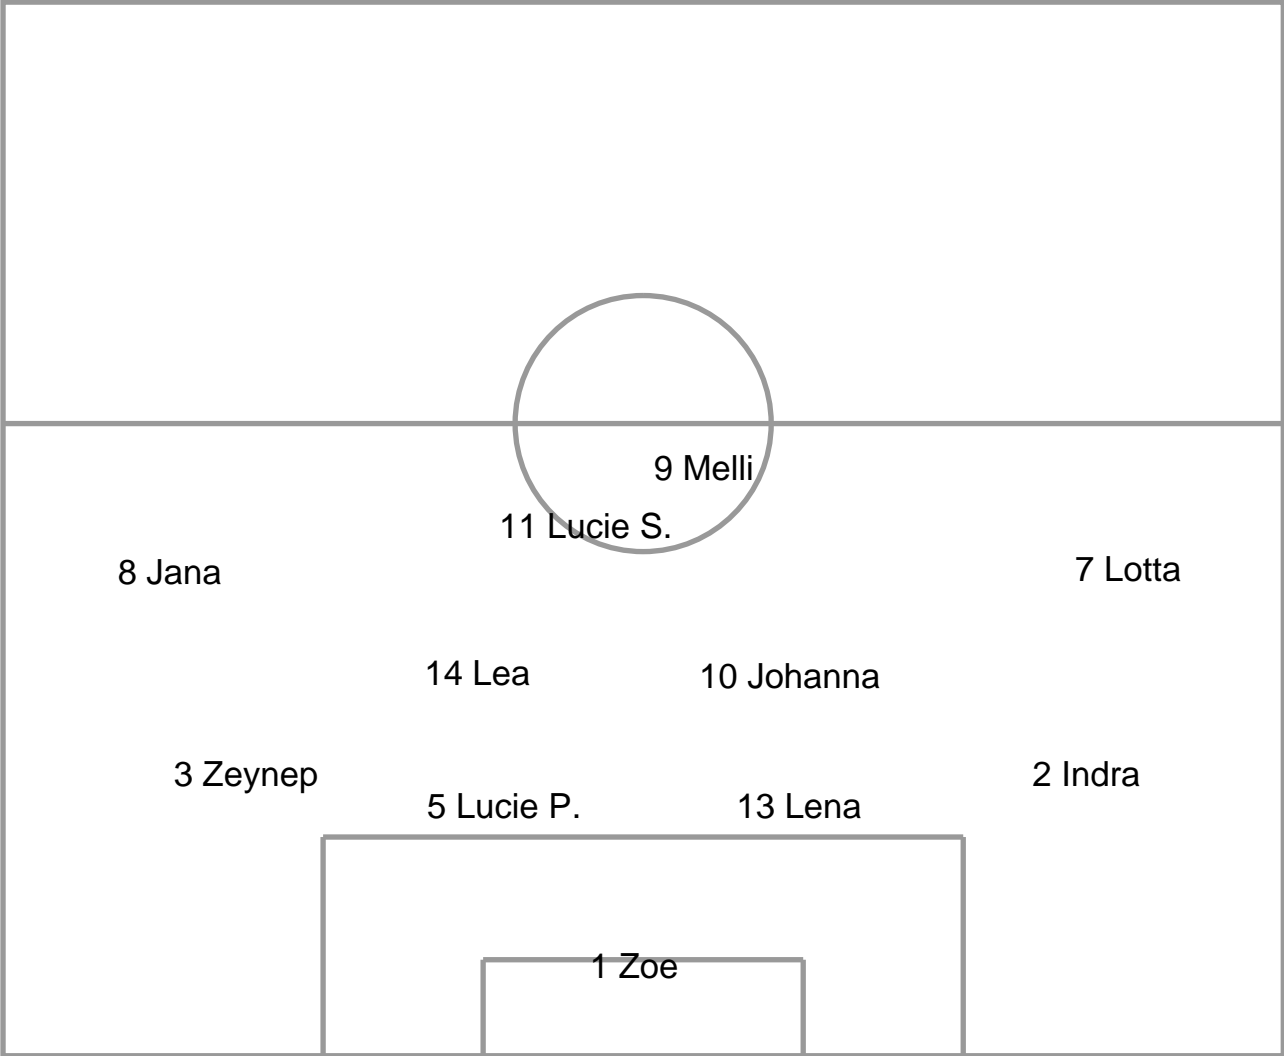 9 Melli
11 Lucie S.
8 Jana
7 Lotta
14 Lea
10 Johanna
3 Zeynep
2 Indra
5 Lucie P.
13 Lena
1 Zoe